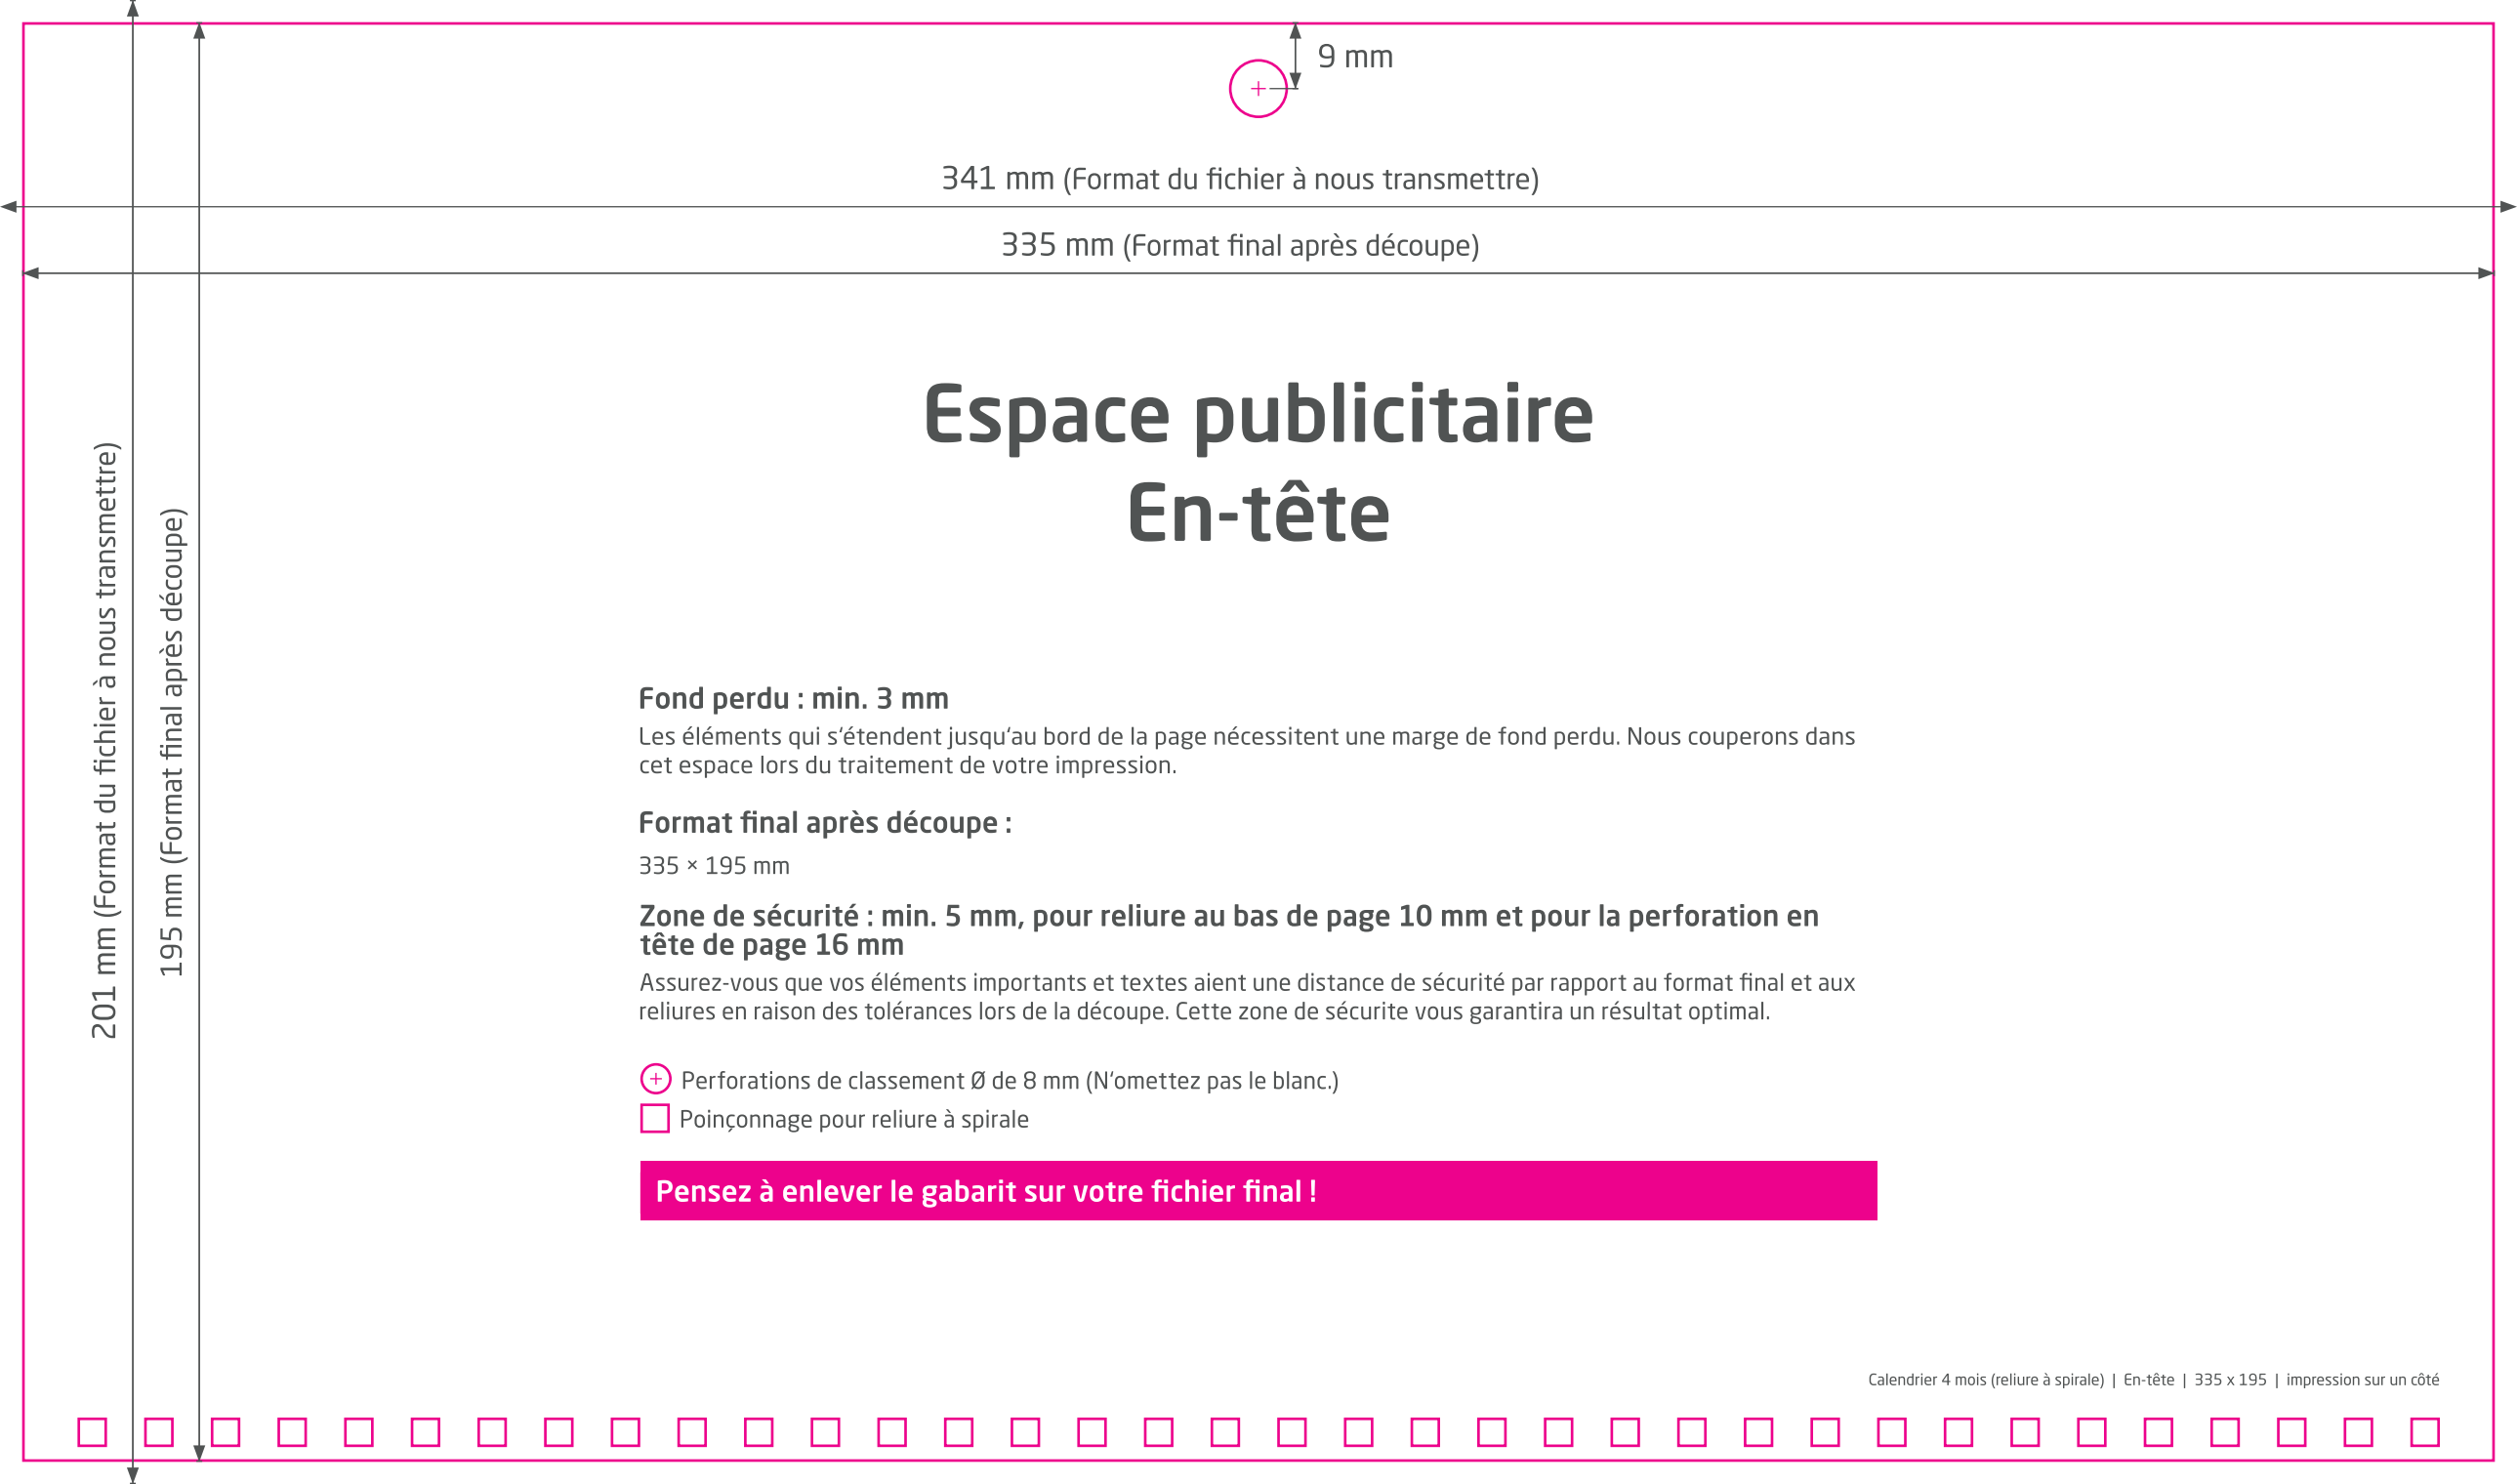 9 mm
341 mm (Format du fichier à nous transmettre)
335 mm (Format final après découpe)
201 mm (Format du fichier à nous transmettre)
195 mm (Format final après découpe)
Espace publicitaire
En-tête
Fond perdu : min. 3 mm
Les éléments qui s‘étendent jusqu‘au bord de la page nécessitent une marge de fond perdu. Nous couperons dans
cet espace lors du traitement de votre impression.
Format final après découpe :
335 × 195 mm
Zone de sécurité : min. 5 mm, pour reliure au bas de page 10 mm et pour la perforation en
tête de page 16 mm
Assurez-vous que vos éléments importants et textes aient une distance de sécurité par rapport au format final et aux
reliures en raison des tolérances lors de la découpe. Cette zone de sécurite vous garantira un résultat optimal.
Perforations de classement Ø de 8 mm (N‘omettez pas le blanc.)
Poinçonnage pour reliure à spirale
Pensez à enlever le gabarit sur votre fichier final !
Calendrier 4 mois (reliure à spirale) | En-tête | 335 x 195 | impression sur un côté